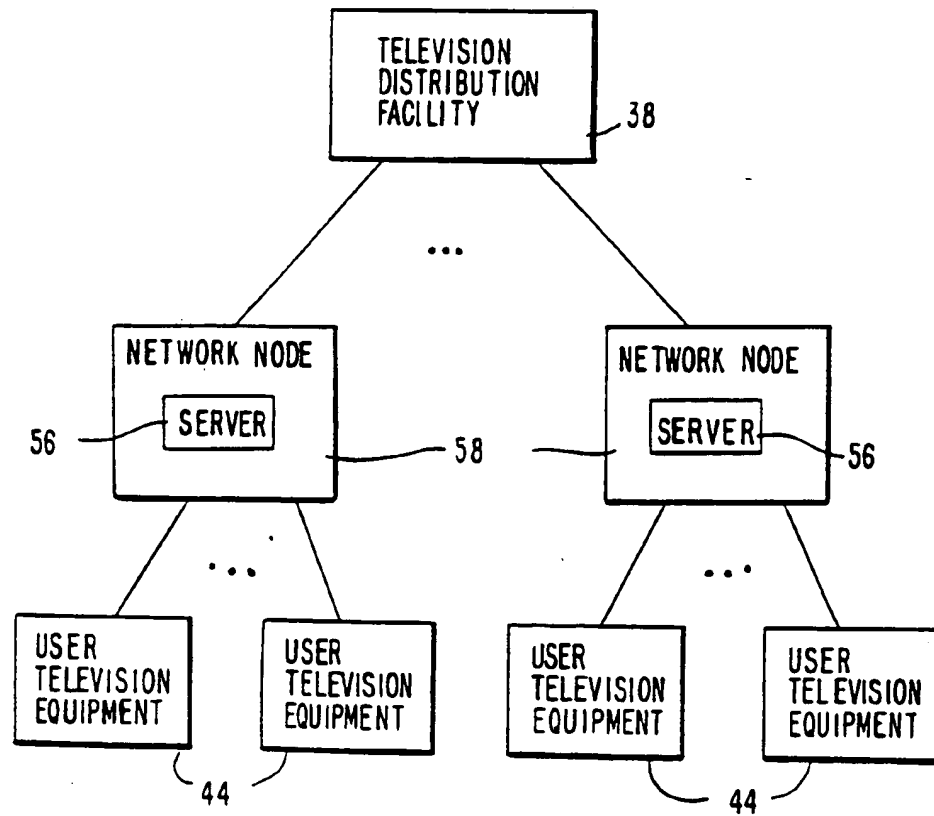 TELEVISION
DISTRIBUTION
FACILITY
38
NETWORK NODE
SERVER
56
58
NETWORK NODE
SERVER
56
USER
TELEVISION
EQUIPMENT
USER
TELEVISION
EQUIPMENT
44
USER
TELEVISION
EQUIPMENT
USER
TELEVISION
EQUIPMENT
44